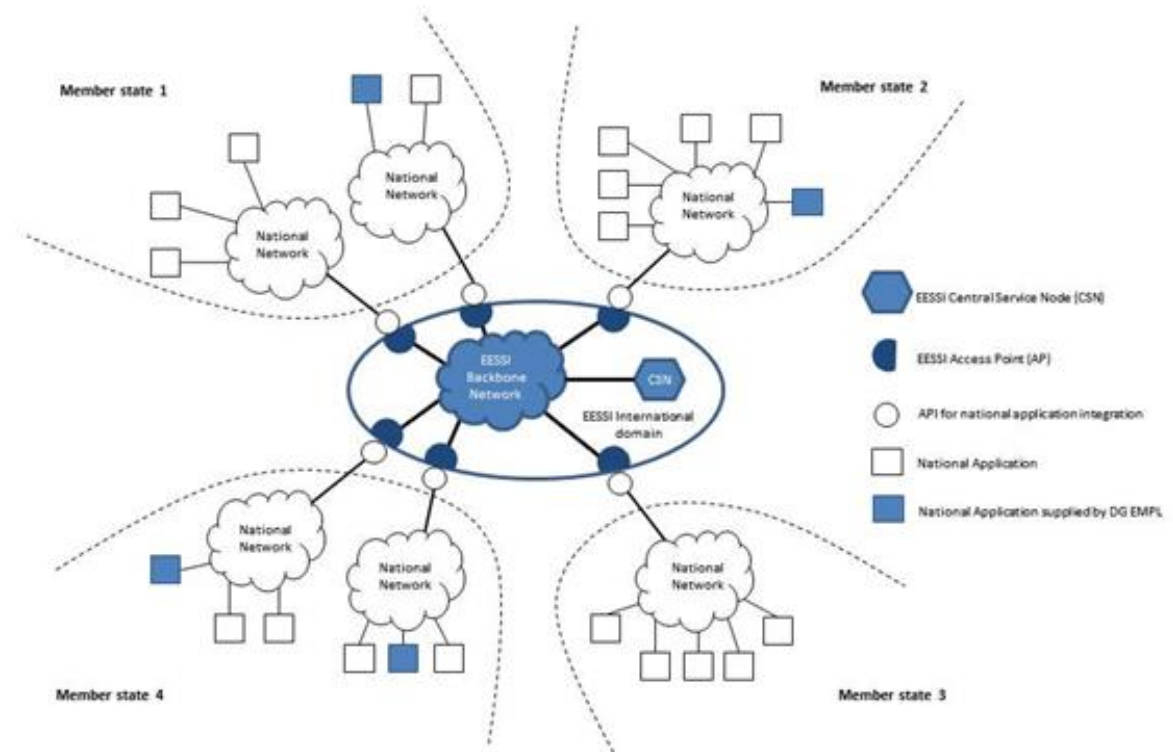 Member state 1
Member state 2
National
Network
National
Network
National
Network
EESSI
Backbone
Network
CSN
EESSI International
domain
National
Network
National
Network
National
Network
Member state 4
Member state 3
EESSI Central Service Node (CSN)
EESSI Access Point (AP)
API for national application integration
National Application
National Application supplied by DG EMPL